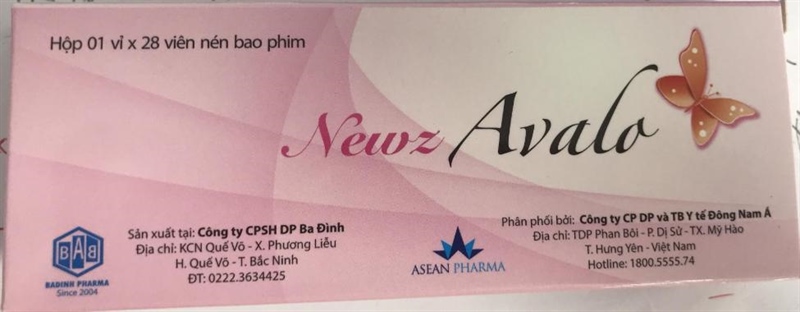 Hộp 01 vỉ x 28 viên nén bao phim
Newz Avalo
Sản xuất tại: Công ty CPSH DP Ba Đình
Địa chỉ: KCN Quế Võ - X. Phương Liễu
H. Quế Võ - T. Bắc Ninh
ĐT: 0222.3634425
BAB
BADINH PHARMA
Since 2004
ASEAN PHARMA
Phân phối bởi: Công ty CP DP và TB Y tế Đông Nam Á
Địa chỉ: TDP Phan Bôi - P. Dị Sử - TX. Mỹ Hào
T. Hưng Yên - Việt Nam
Hotline: 1800.5555.74